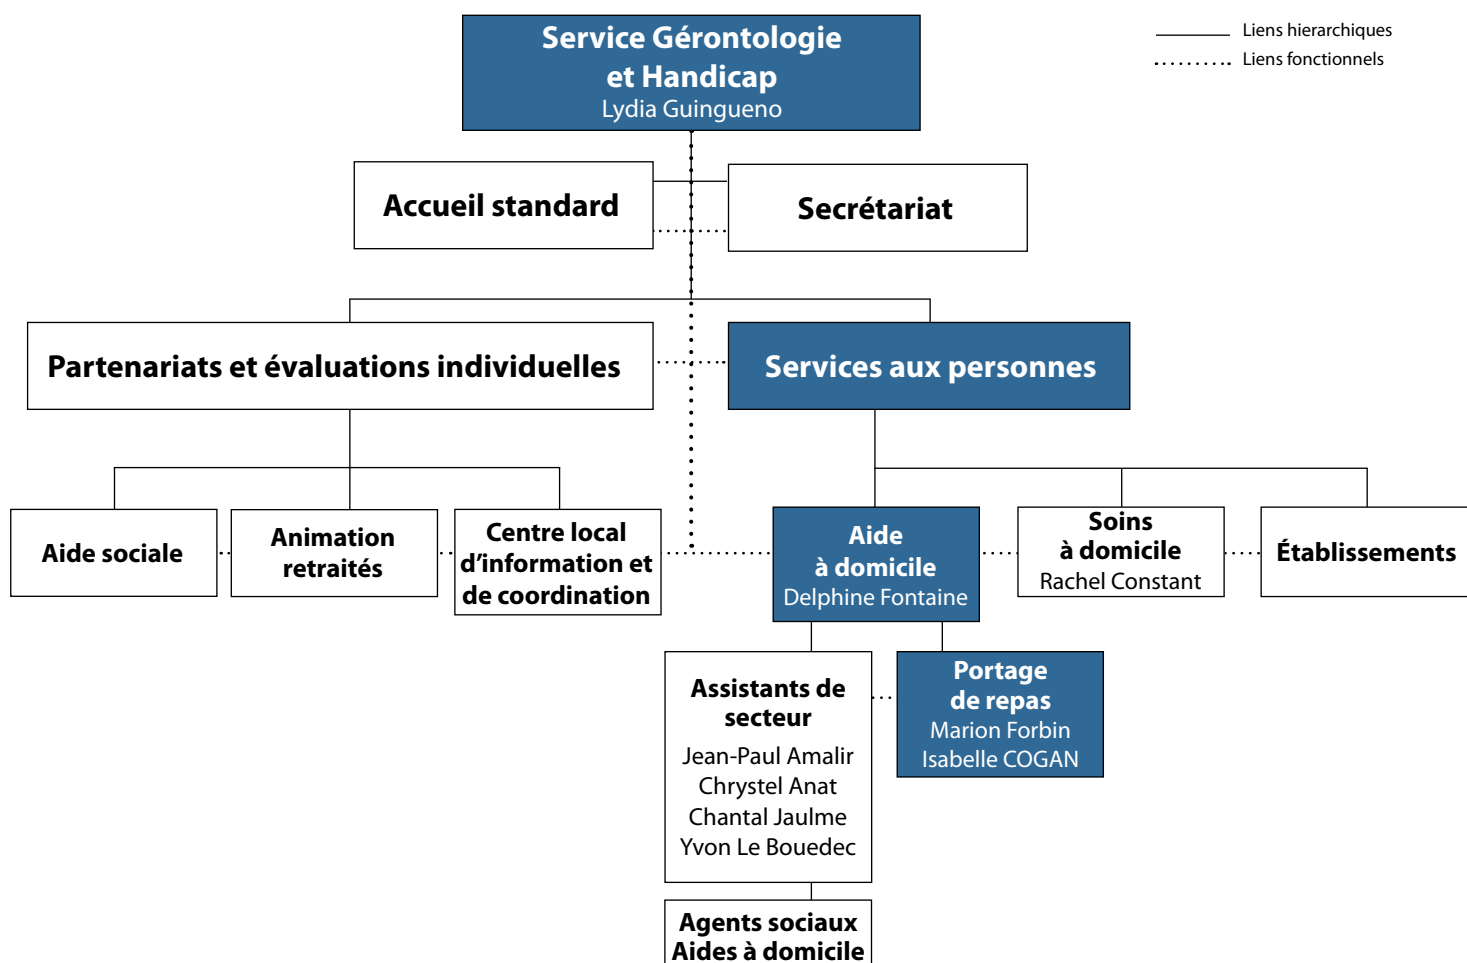 Service Gérontologie
et Handicap
Lydia Guingueno
Liens hierarchiques
Liens fonctionnels
Accueil standard
Secrétariat
Partenariats et évaluations individuelles
Services aux personnes
Aide sociale
Animation
retraités
Centre local
d'information et
de coordination
Aide
à domicile
Delphine Fontaine
Soins
à domicile
Rachel Constant
Établissements
Assistants de
secteur
Jean-Paul Amalir
Chrystel Anat
Chantal Jaulme
Yvon Le Bouedec
Portage
de repas
Marion Forbin
Isabelle COGAN
Agents sociaux
Aides à domicile